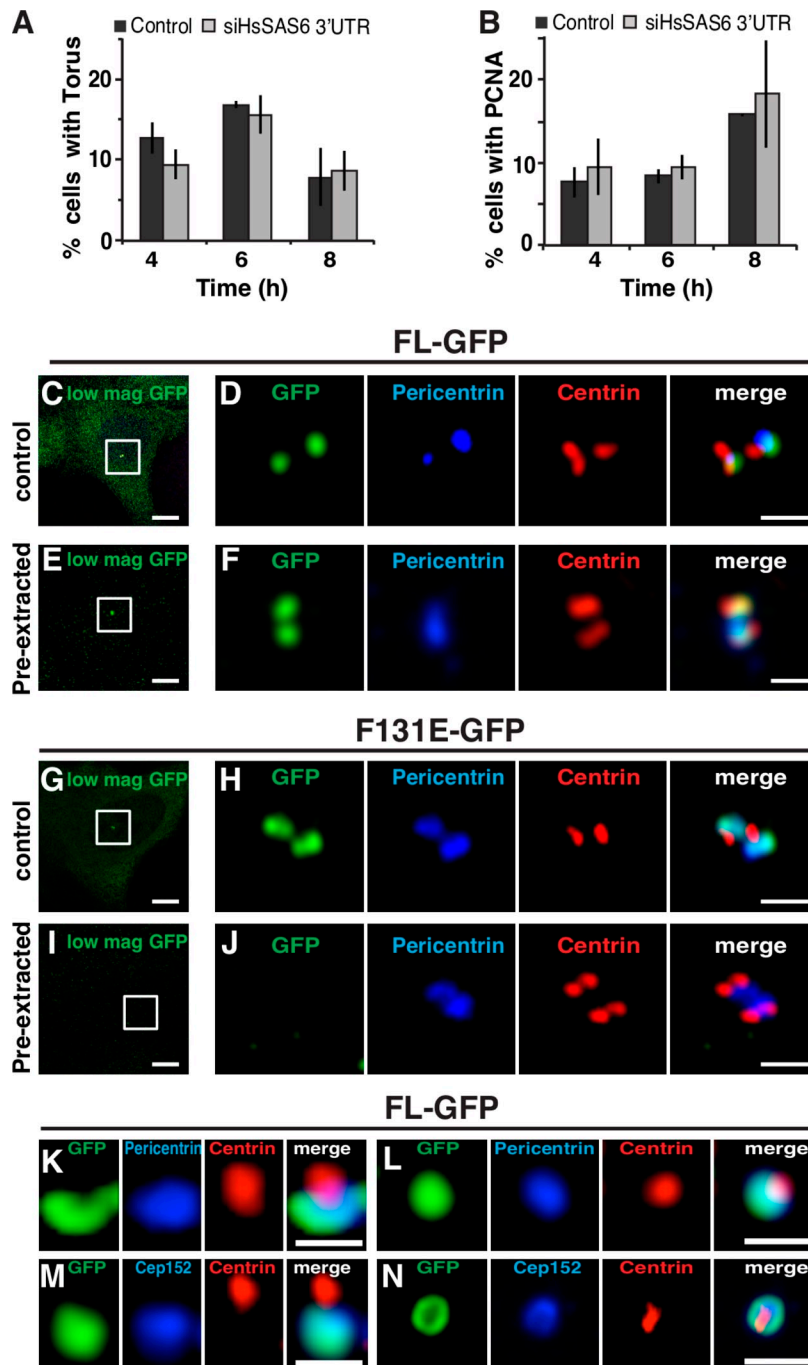 A
Control siHsSAS6 3'UTR
% cells with Torus
20
10
0
4 6 8
Time (h)
B
Control siHsSAS6 3'UTR
% cells with PCNA
20
10
0
4 6 8
Time (h)
FL-GFP
control
C low mag GFP
D GFP Pericentrin Centrin merge
Pre-extracted
E low mag GFP
F GFP Pericentrin Centrin merge
F131E-GFP
control
G low mag GFP
H GFP Pericentrin Centrin merge
Pre-extracted
I low mag GFP
J GFP Pericentrin Centrin merge
FL-GFP
K GFP Pericentrin Centrin merge
L GFP Pericentrin Centrin merge
M GFP Cep152 Centrin merge
N GFP Cep152 Centrin merge